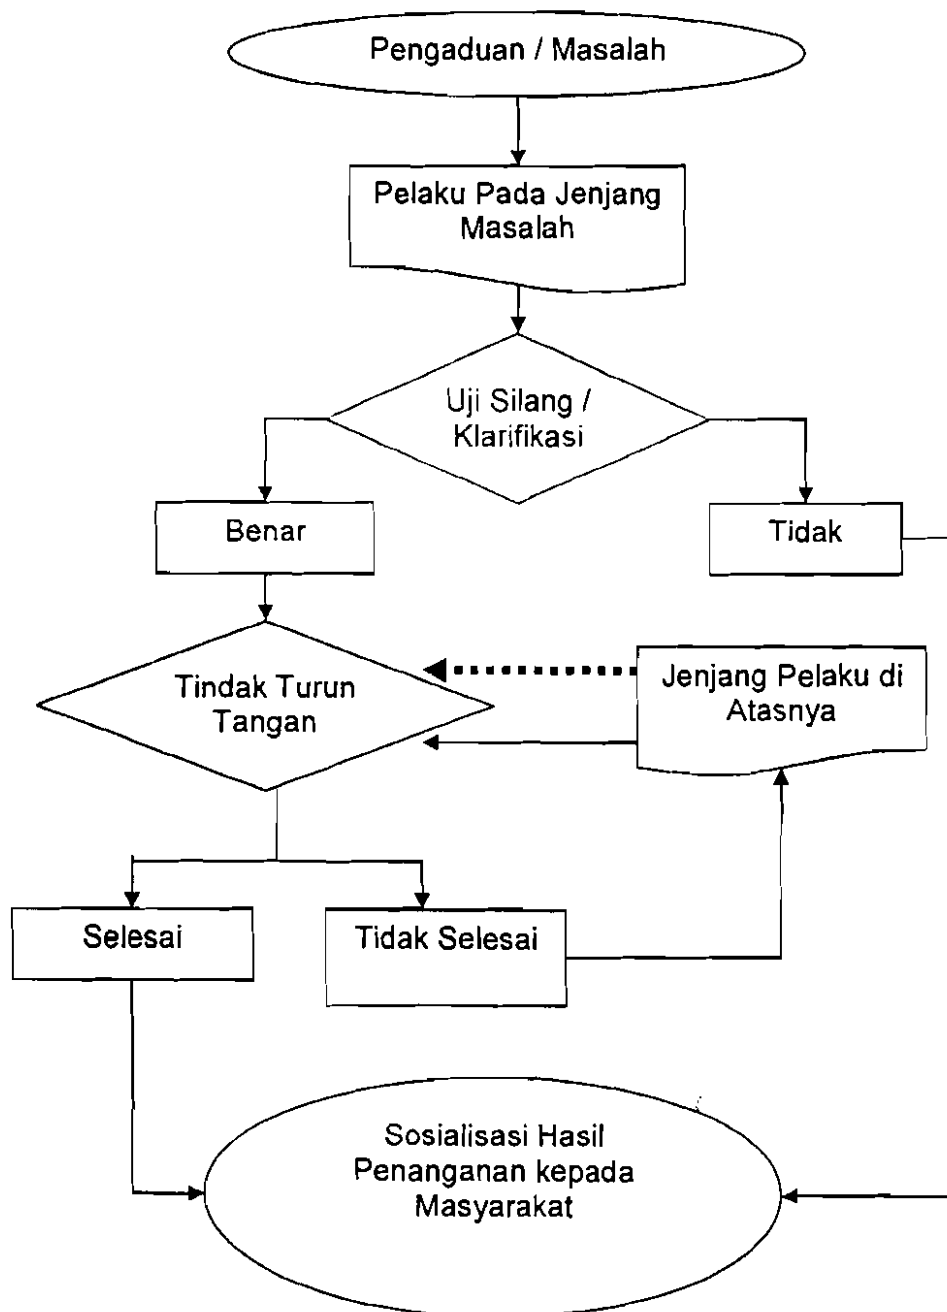 Pengaduan / Masalah
Pelaku Pada Jenjang
Masalah
Uji Silang /
Klarifikasi
Benar
Tidak
Tindak Turun
Tangan
Jenjang Pelaku di
Atasnya
Selesai
Tidak Selesai
Sosialisasi Hasil
Penanganan kepada
Masyarakat